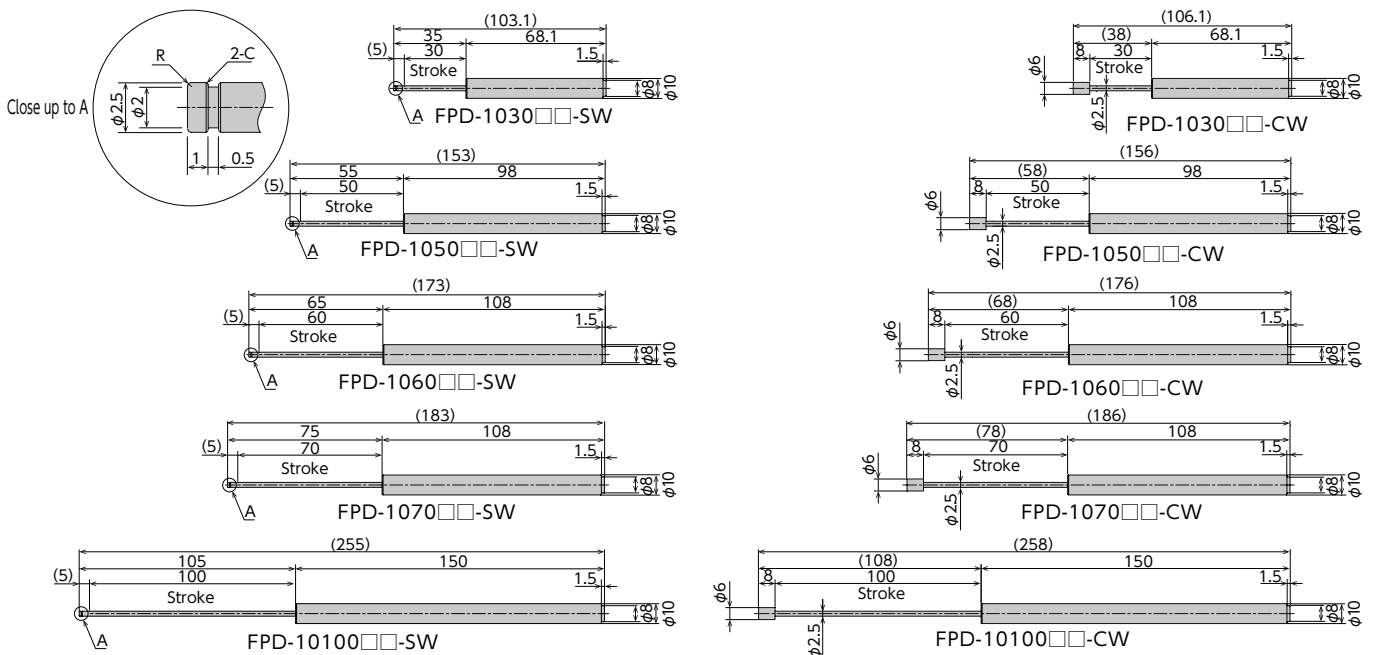 Close up to A
R
2-C
φ2.5
φ2
1
0.5
(103.1)
35
68.1
(5)
30
1.5
Stroke
φ8
φ10
A
FPD-1030□□-SW
(106.1)
(38)
68.1
8
30
1.5
Stroke
φ6
φ2.5
φ8
φ10
FPD-1030□□-CW
(153)
55
98
(5)
50
1.5
Stroke
φ8
φ10
A
FPD-1050□□-SW
(156)
(58)
98
8
50
1.5
Stroke
φ6
φ2.5
φ8
φ10
FPD-1050□□-CW
(173)
65
108
(5)
60
1.5
Stroke
φ8
φ10
A
FPD-1060□□-SW
(176)
(68)
108
8
60
1.5
Stroke
φ6
φ2.5
φ8
φ10
FPD-1060□□-CW
(183)
75
108
(5)
70
1.5
Stroke
φ8
φ10
A
FPD-1070□□-SW
(186)
(78)
108
8
70
1.5
Stroke
φ6
φ2.5
φ8
φ10
FPD-1070□□-CW
(255)
105
150
(5)
100
1.5
Stroke
φ8
φ10
A
FPD-10100□□-SW
(258)
(108)
150
8
100
1.5
Stroke
φ6
φ2.5
φ8
φ10
FPD-10100□□-CW